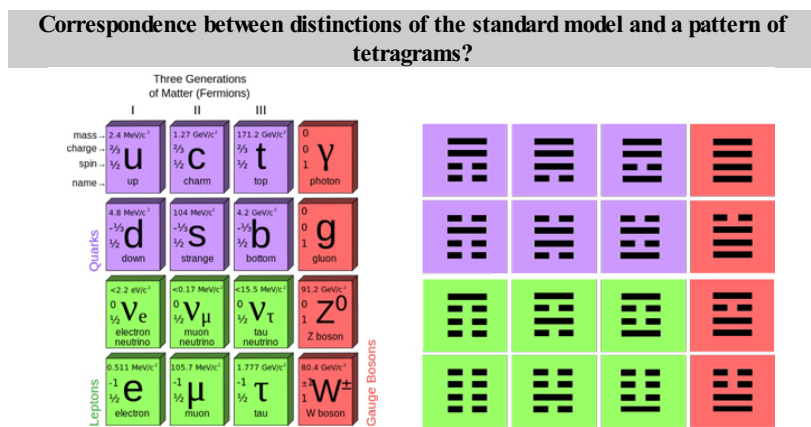 Correspondence between distinctions of the standard model and a pattern of
tetragrams?
Three Generations
of Matter (Fermions)
I II III
mass→ 2.4 MeV/c² 1.27 GeV/c² 171.2 GeV/c² 0
charge→ ⅔ ⅔ ⅔ 0
u c t γ
spin→ ½ ½ ½ 1
name→ up charm top photon
Quarks
4.8 MeV/c² 104 MeV/c² 4.2 GeV/c² 0
-⅓ -⅓ -⅓ 0
d s b g
½ ½ ½ 1
down strange bottom gluon
<2.2 eV/c² <0.17 MeV/c² <15.5 MeV/c² 91.2 GeV/c²
0 0 0 0
νe νμ ντ Z⁰
½ ½ ½ 1
electron muon tau Z boson
neutrino neutrino neutrino
Leptons
0.511 MeV/c² 105.7 MeV/c² 1.777 GeV/c² 80.4 GeV/c²
-1 -1 -1 ±1
e μ τ W±
½ ½ ½ 1
electron muon tau W boson
Gauge Bosons